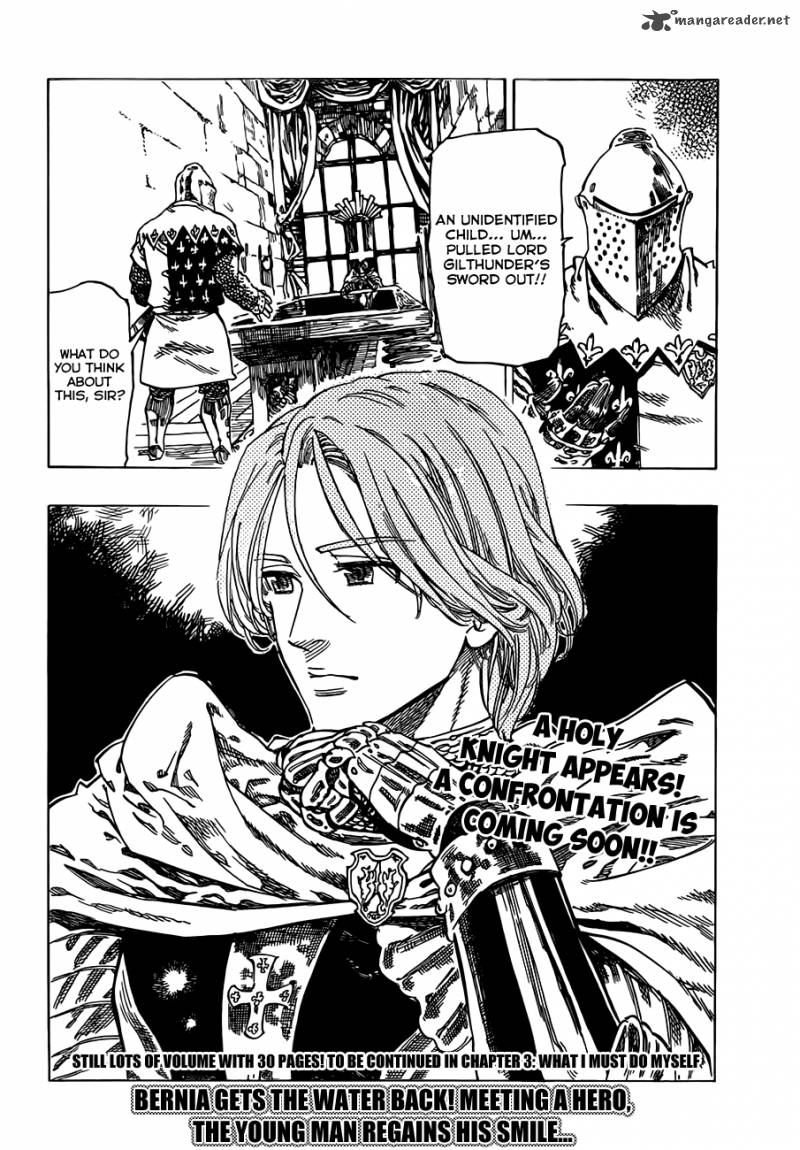 mangareader.net
AN UNIDENTIFIED
CHILD... UM...
PULLED LORD
GILTHUNDER'S
SWORD OUT!!
WHAT DO
YOU THINK
ABOUT
THIS, SIR?
A HOLY
KNIGHT APPEARS!
A CONFRONTATION IS
COMING SOON!!
STILL LOTS OF VOLUME WITH 30 PAGES! TO BE CONTINUED IN CHAPTER 3: WHAT I MUST DO MYSELF
BERNIA GETS THE WATER BACK! MEETING A HERO,
THE YOUNG MAN REGAINS HIS SMILE...